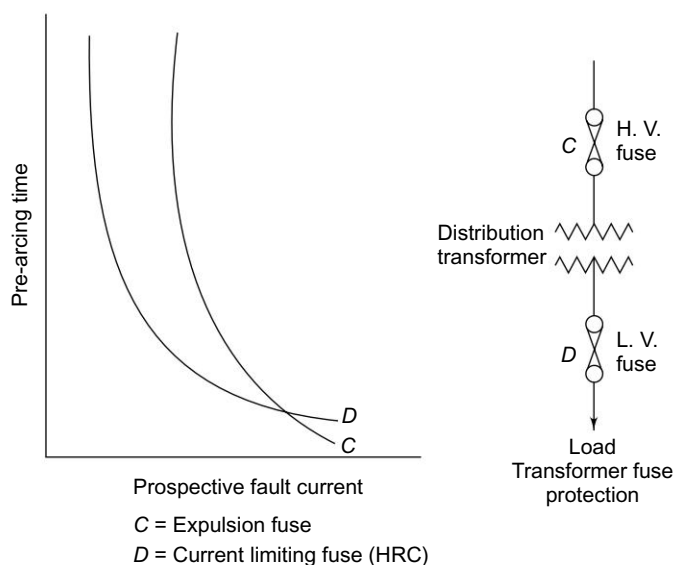 Pre-arcing time
D
C
Prospective fault current
C = Expulsion fuse
D = Current limiting fuse (HRC)
C
H. V.
fuse
Distribution
transformer
D
L. V.
fuse
Load
Transformer fuse
protection